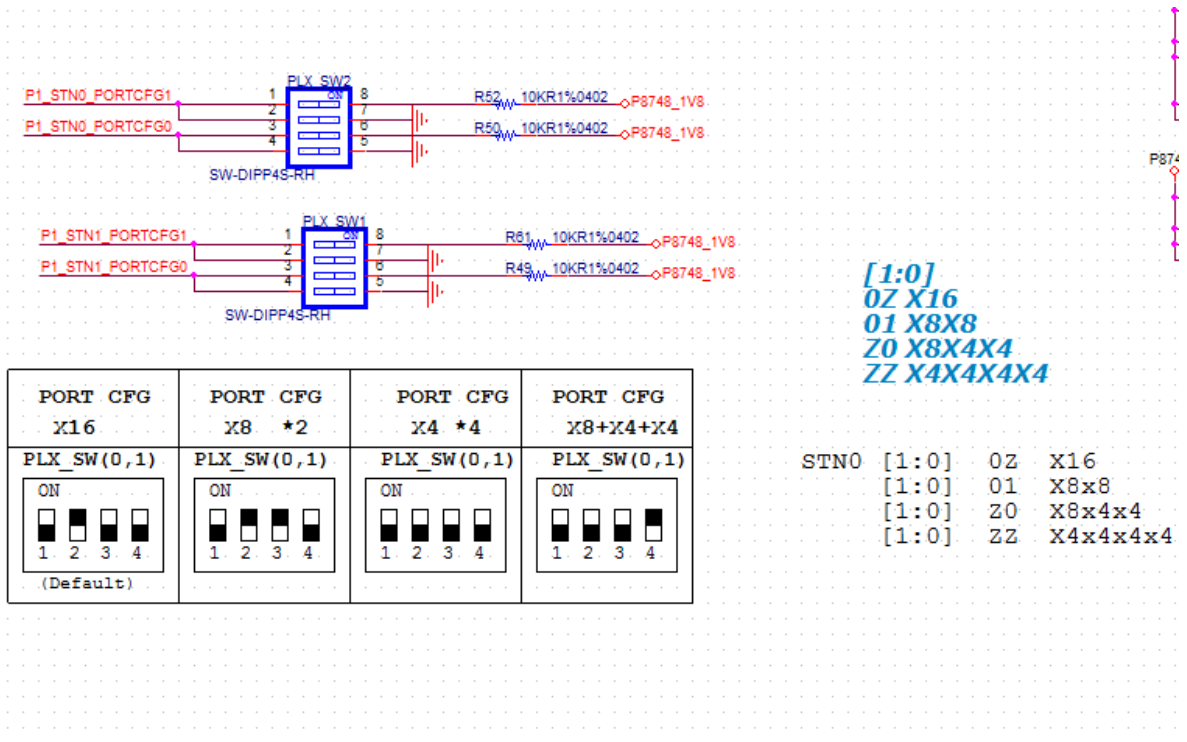 PLX_SW2
P1_STN0_PORTCFG1 1 ON 8 R52 10KR1%0402 P8748_1V8
2 7
P1_STN0_PORTCFG0 3 6 R50 10KR1%0402 P8748_1V8
4 5
SW-DIPP4S-RH
P874
PLX_SW1
P1_STN1_PORTCFG1 1 ON 8 R61 10KR1%0402 P8748_1V8
2 7
P1_STN1_PORTCFG0 3 6 R49 10KR1%0402 P8748_1V8
4 5
SW-DIPP4S-RH
[1:0]
0Z X16
01 X8X8
Z0 X8X4X4
ZZ X4X4X4X4
PORT CFG PORT CFG PORT CFG PORT CFG
X16 X8 *2 X4 *4 X8+X4+X4
PLX_SW(0,1) PLX_SW(0,1) PLX_SW(0,1) PLX_SW(0,1)
ON ON ON ON
1 2 3 4 1 2 3 4 1 2 3 4 1 2 3 4
(Default)
STN0 [1:0] 0Z X16
[1:0] 01 X8x8
[1:0] Z0 X8x4x4
[1:0] ZZ X4x4x4x4